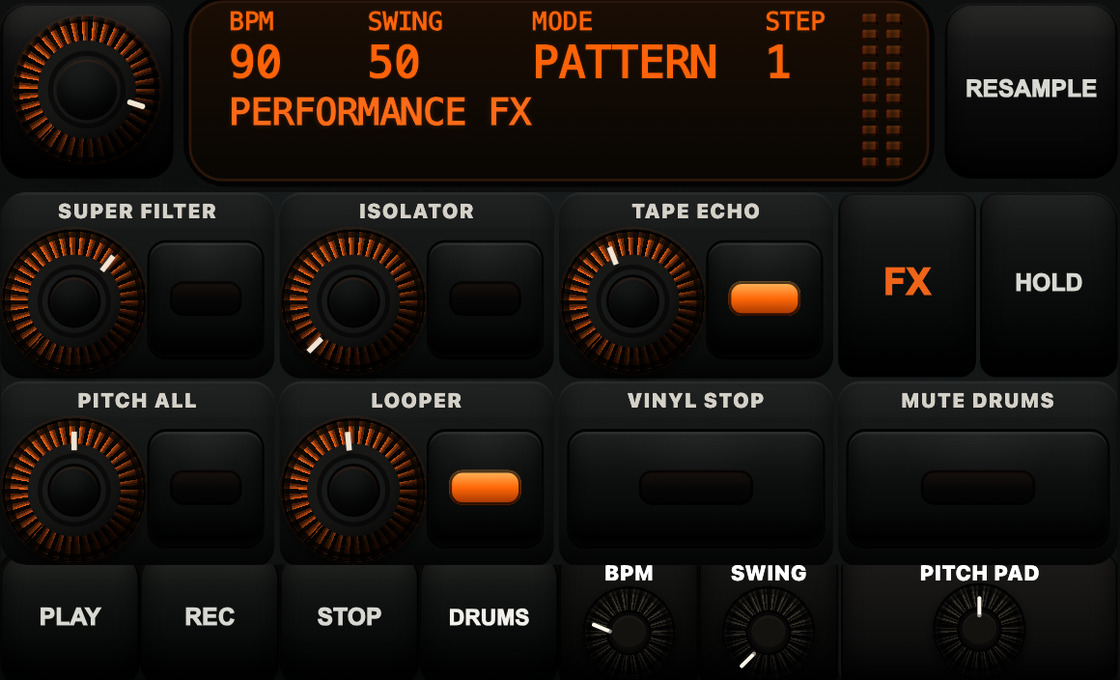 BPM SWING MODE STEP
90 50 PATTERN 1
PERFORMANCE FX
RESAMPLE
SUPER FILTER ISOLATOR TAPE ECHO
FX HOLD
PITCH ALL LOOPER VINYL STOP MUTE DRUMS
BPM SWING PITCH PAD
PLAY REC STOP DRUMS